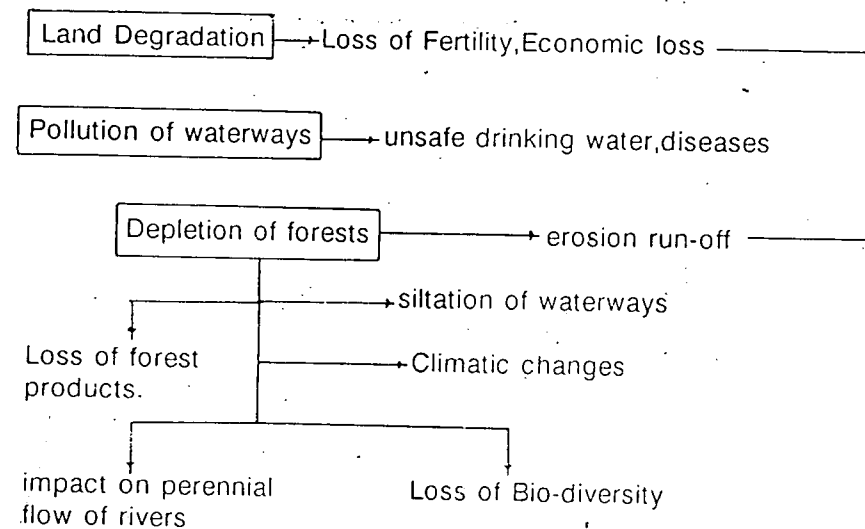 Land Degradation Loss of Fertility,Economic loss
Pollution of waterways unsafe drinking water,diseases
Depletion of forests erosion run-off
siltation of waterways
Loss of forest
products.
Climatic changes
impact on perennial
flow of rivers
Loss of Bio-diversity